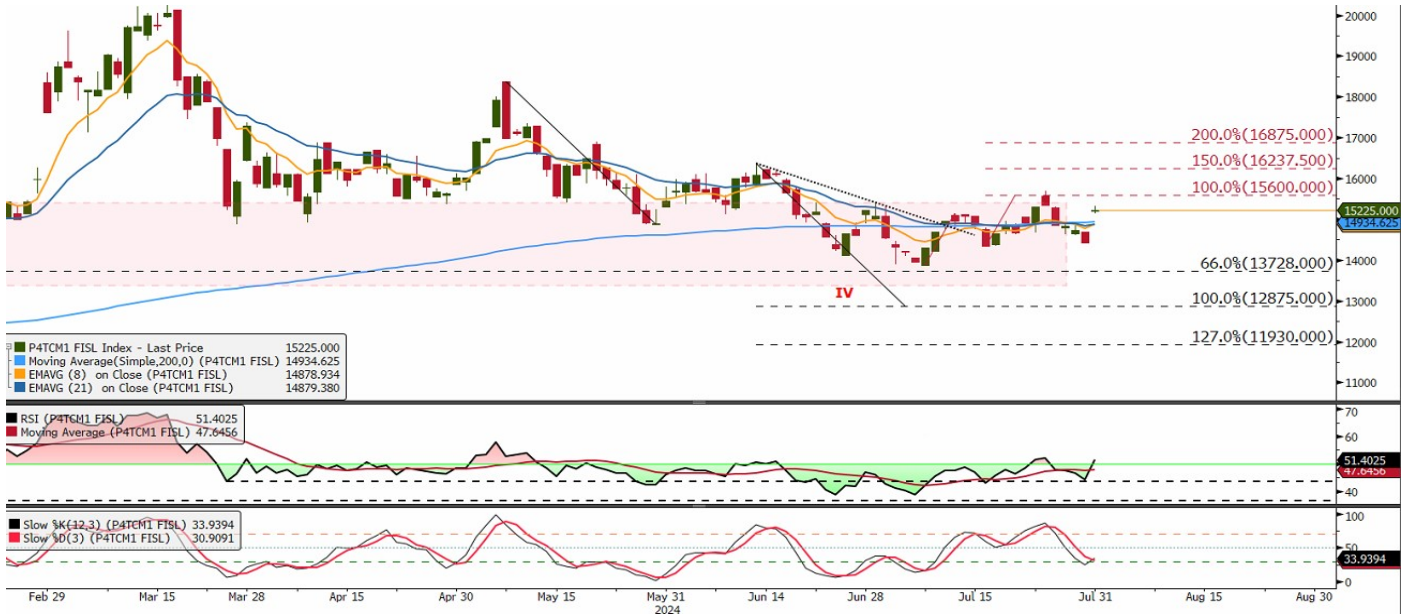 20000
19000
18000
17000
16000
15225.000
14934.625
14000
13000
12000
11000
200.0%(16875.000)
150.0%(16237.500)
100.0%(15600.000)
66.0%(13728.000)
IV
100.0%(12875.000)
127.0%(11930.000)
P4TCM1 FISL Index - Last Price 15225.000
Moving Average(Simple,200,0) (P4TCM1 FISL) 14934.625
EMAVG (8) on Close (P4TCM1 FISL) 14878.934
EMAVG (21) on Close (P4TCM1 FISL) 14879.380
RSI (P4TCM1 FISL) 51.4025
Moving Average (P4TCM1 FISL) 47.6456
70
60
51.4025
47.6456
40
Slow %K(12,3) (P4TCM1 FISL) 33.9394
Slow %D(3) (P4TCM1 FISL) 30.9091
100
50
33.9394
0
Feb 29 Mar 15 Mar 28 Apr 15 Apr 30 May 15 May 31 Jun 14 Jun 28 Jul 15 Jul 31 Aug 15 Aug 30
2024